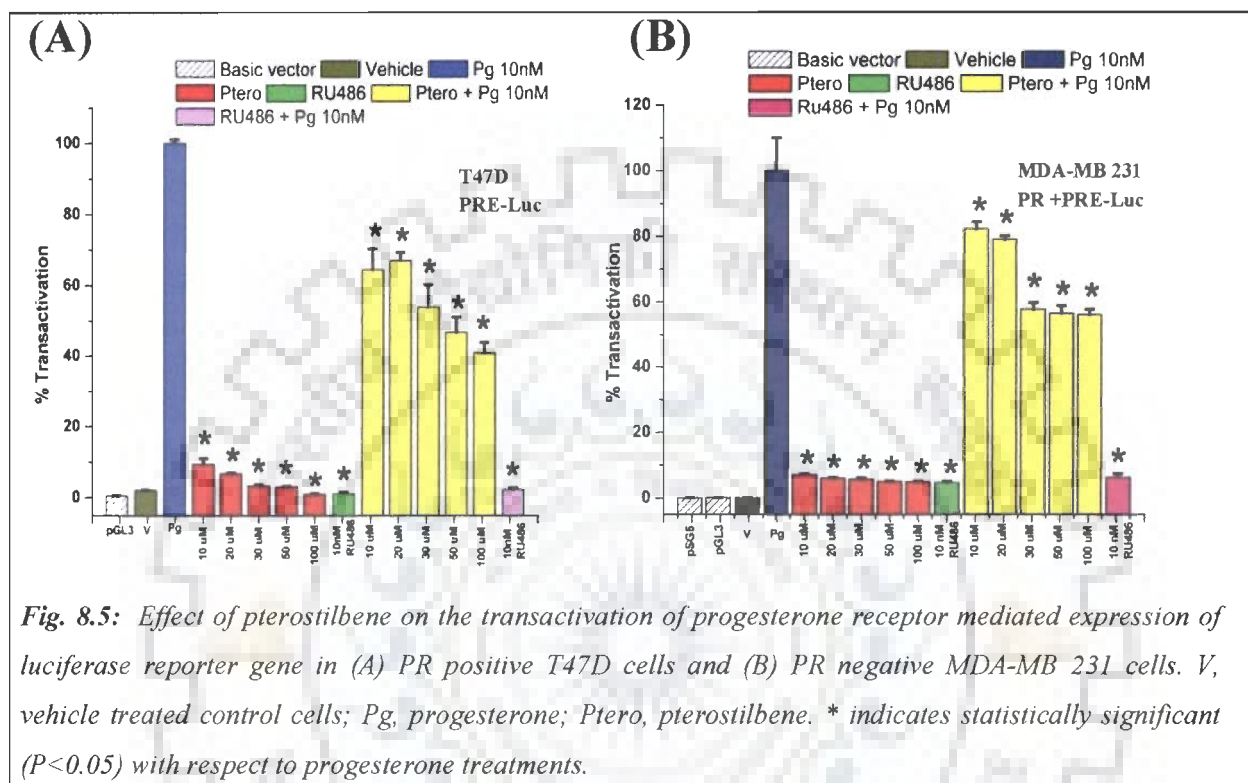 (A)
Basic vector Vehicle Pg 10nM
Ptero RU486 Ptero + Pg 10nM
RU486 + Pg 10nM
T47D
PRE-Luc
% Transactivation
100
80
60
40
20
0
* * * * * * * * * * * *
pGL3 V Pg 10 uM 20 uM 30 uM 50 uM 100 uM 10nM RU486 10 uM 20 uM 30 uM 50 uM 100 uM 10nM RU486
(B)
Basic vector Vehicle Pg 10nM
Ptero RU486 Ptero + Pg 10nM
Ru486 + Pg 10nM
MDA-MB 231
PR +PRE-Luc
% Transactivation
120
100
80
60
40
20
0
* * * * * * * * * * * *
pSG5 pGL3 V Pg 10 uM 20 uM 30 uM 50 uM 100 uM 10 nM RU486 10 uM 20 uM 30 uM 50 uM 100 uM 10 nM RU486
Fig. 8.5: Effect of pterostilbene on the transactivation of progesterone receptor mediated expression of
luciferase reporter gene in (A) PR positive T47D cells and (B) PR negative MDA-MB 231 cells. V,
vehicle treated control cells; Pg, progesterone; Ptero, pterostilbene. * indicates statistically significant
(P<0.05) with respect to progesterone treatments.